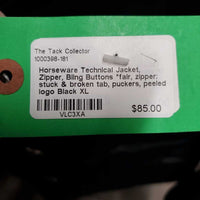 The Tack Collector
1000398-181
Horseware Technical Jacket,
Zipper, Bling Buttons *fair, zipper:
stuck & broken tab, puckers, peeled
logo Black XL
$85.00
VLC3XA